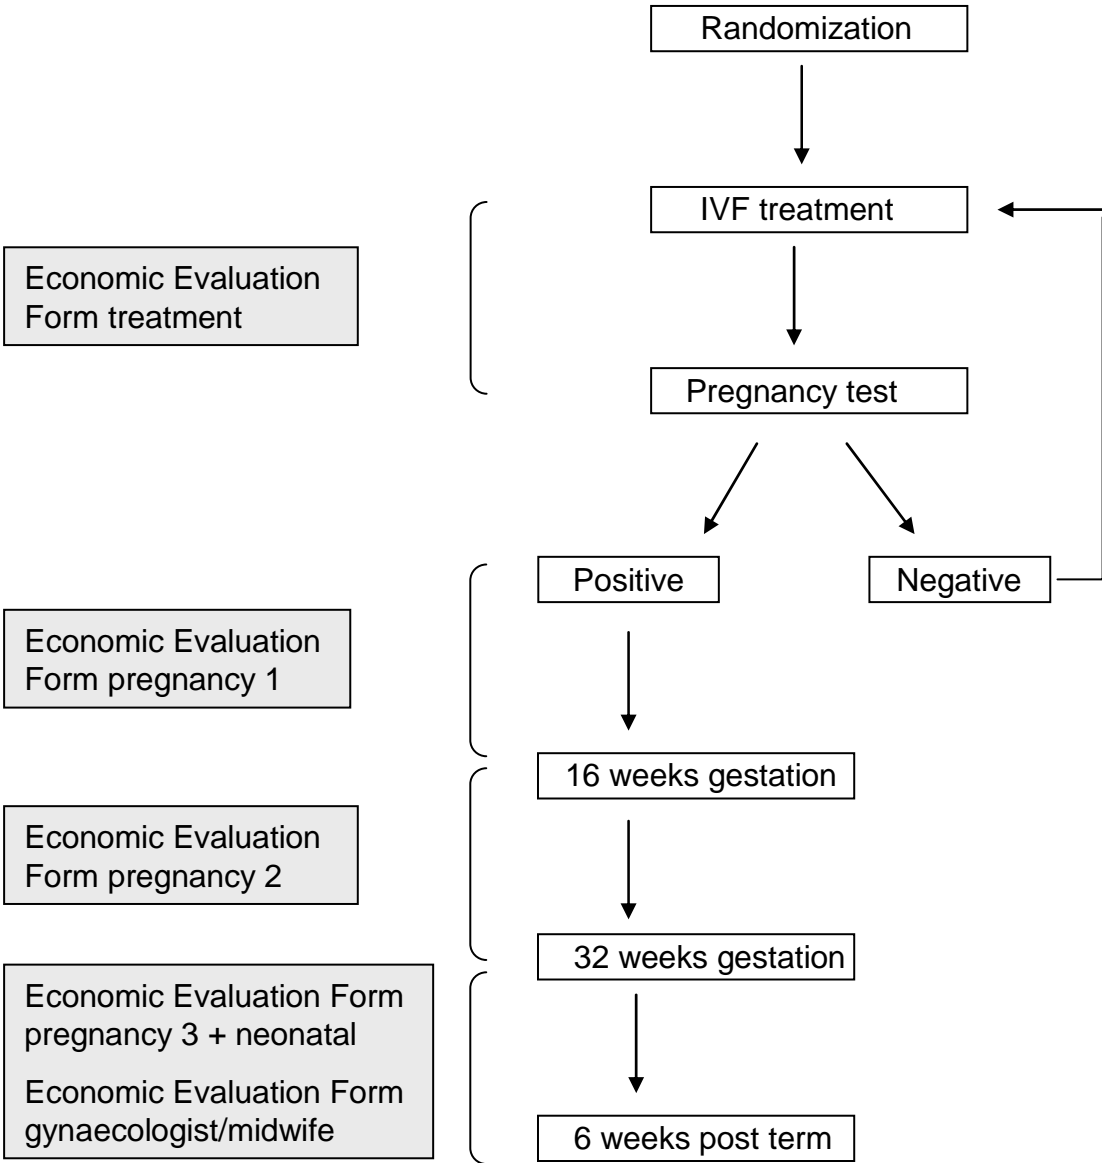 Randomization
IVF treatment
Economic Evaluation
Form treatment
Pregnancy test
Positive
Negative
Economic Evaluation
Form pregnancy 1
16 weeks gestation
Economic Evaluation
Form pregnancy 2
32 weeks gestation
Economic Evaluation Form
pregnancy 3 + neonatal
Economic Evaluation Form
gynaecologist/midwife
6 weeks post term